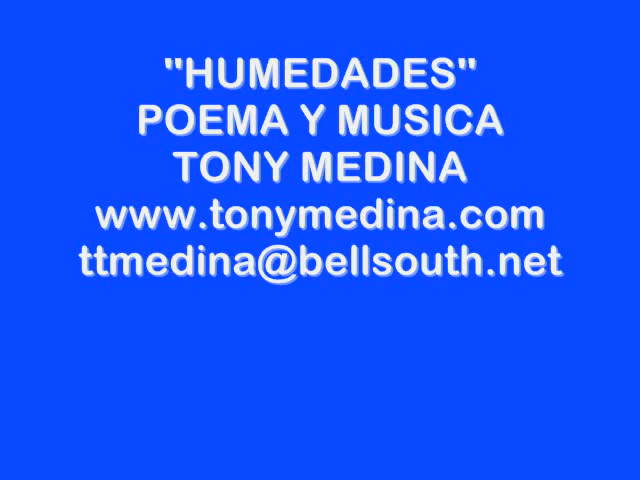 "HUMEDADES"
POEMA Y MUSICA
TONY MEDINA
www.tonymedina.com
ttmedina@bellsouth.net